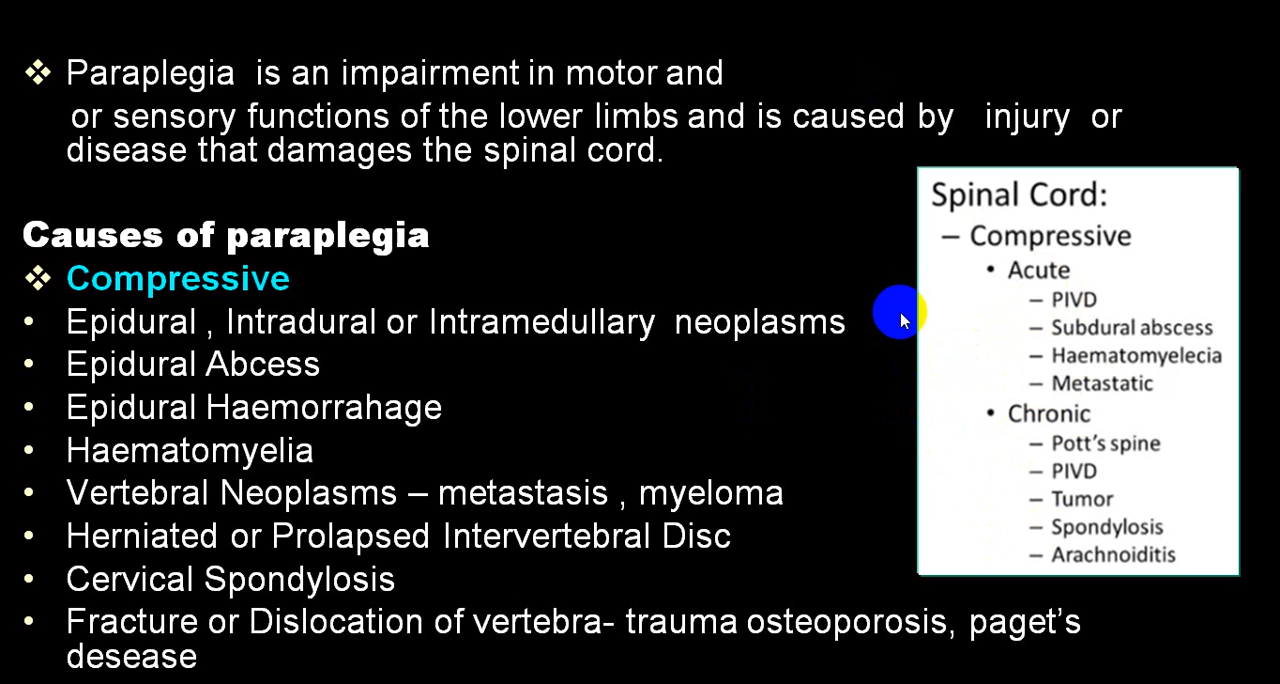 ❖ Paraplegia is an impairment in motor and
or sensory functions of the lower limbs and is caused by injury or
disease that damages the spinal cord.
Causes of paraplegia
❖ Compressive
• Epidural , Intradural or Intramedullary neoplasms
• Epidural Abcess
• Epidural Haemorrahage
• Haematomyelia
• Vertebral Neoplasms – metastasis , myeloma
• Herniated or Prolapsed Intervertebral Disc
• Cervical Spondylosis
• Fracture or Dislocation of vertebra- trauma osteoporosis, paget's
desease
Spinal Cord:
– Compressive
• Acute
– PIVD
– Subdural abscess
– Haematomyelecia
– Metastatic
• Chronic
– Pott's spine
– PIVD
– Tumor
– Spondylosis
– Arachnoiditis